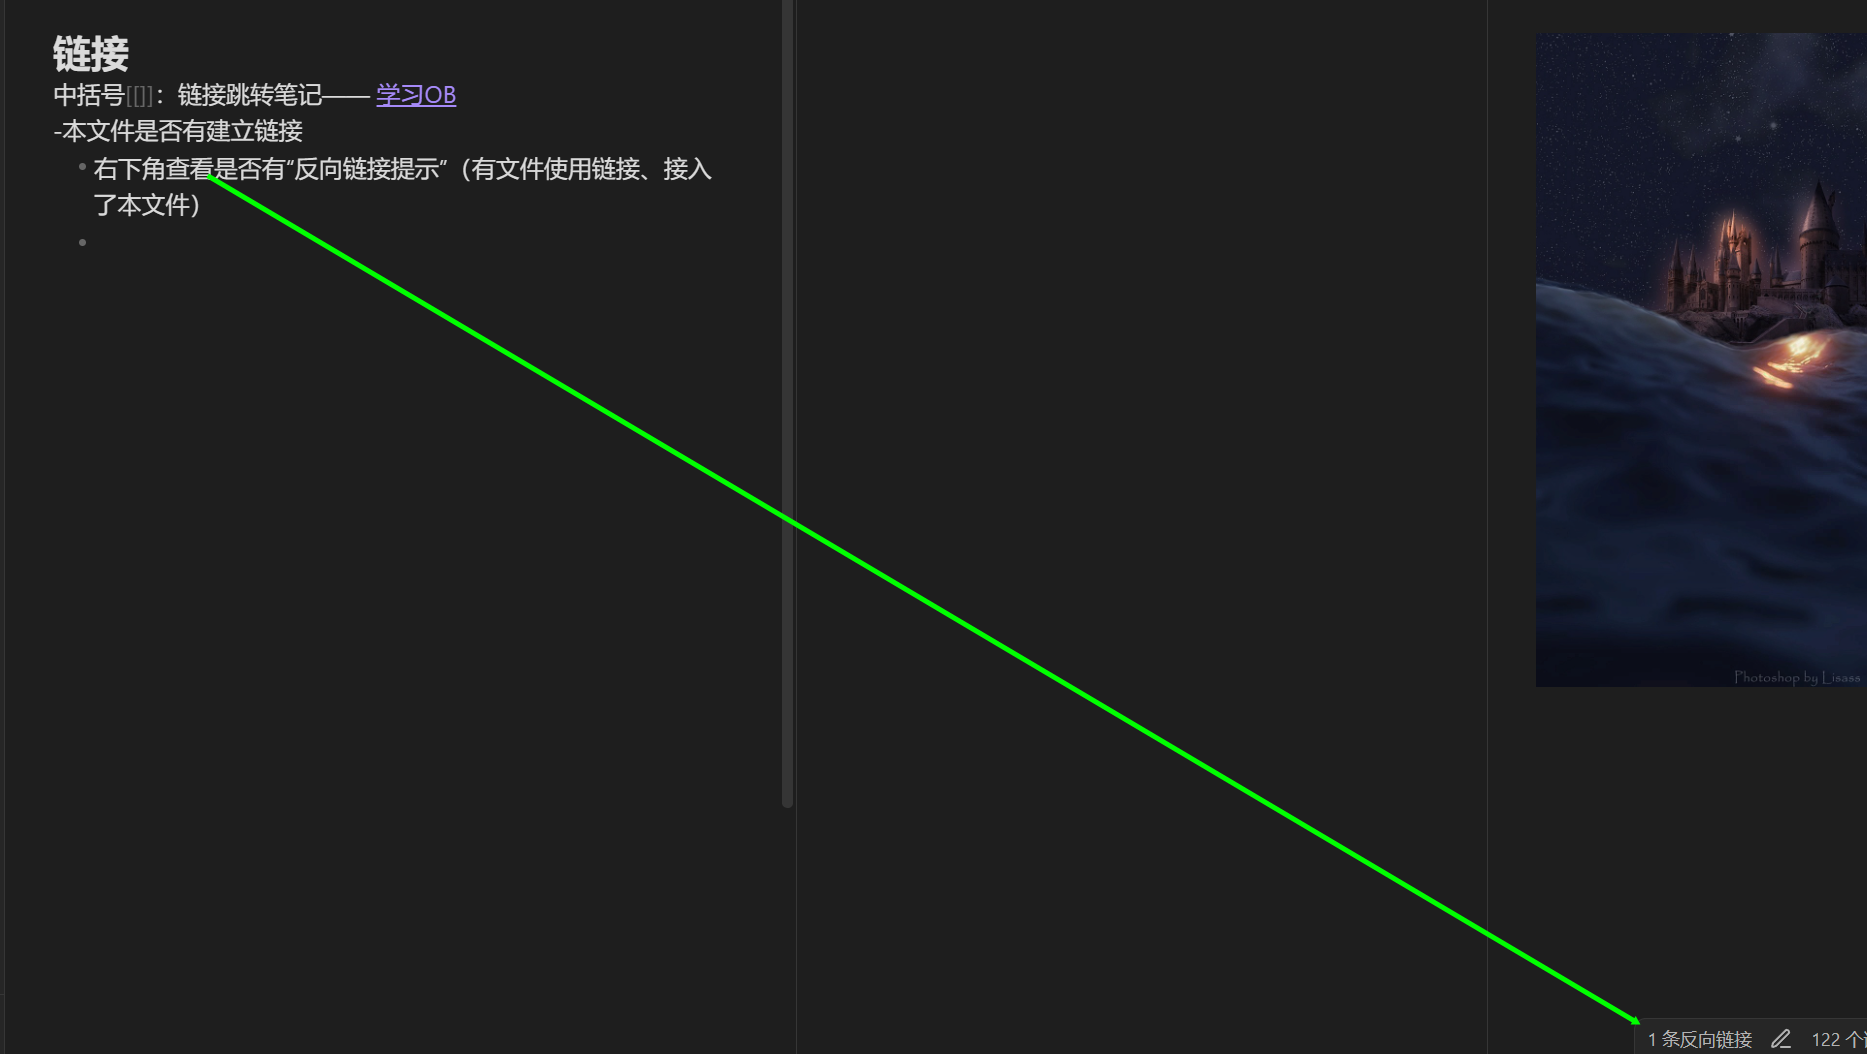 链接
中括号[[]]：链接跳转笔记—— 学习OB
-本文件是否有建立链接
右下角查看是否有“反向链接提示”（有文件使用链接、接入
了本文件）
Photoshop by Lisass
1 条反向链接 122 个